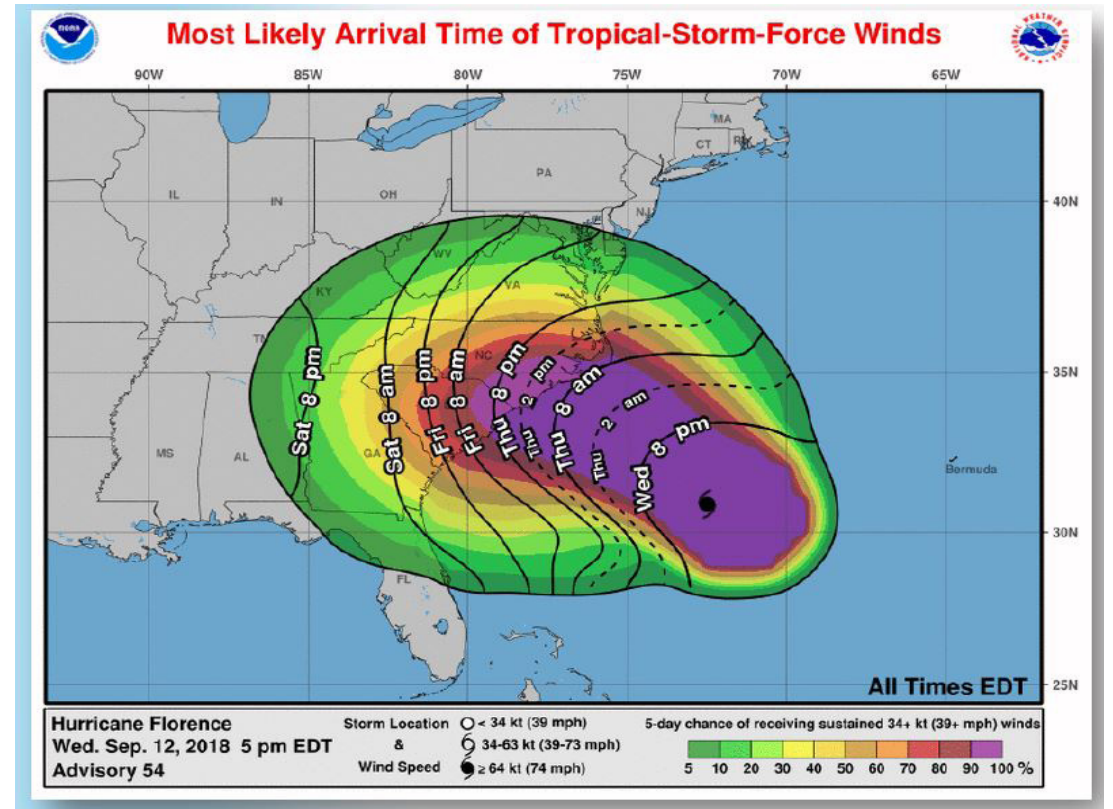 Most Likely Arrival Time of Tropical-Storm-Force Winds
90W 85W 80W 75W 70W 65W
MA
CT
PA
NJ
IL IN OH
40N
WV
KY VA
TN NC
35N
MS AL GA
Sat 8 pm
Sat 8 am
Fri 8 pm
Fri 8 am
Thu 8 pm
Thu 2 pm
Thu 8 am
Thu 2 am
Wed 8 pm
Bermuda
30N
FL
All Times EDT
25N
Hurricane Florence
Wed. Sep. 12, 2018 5 pm EDT
Advisory 54
Storm Location
&
Wind Speed
< 34 kt (39 mph)
34-63 kt (39-73 mph)
≥ 64 kt (74 mph)
5-day chance of receiving sustained 34+ kt (39+ mph) winds
5 10 20 30 40 50 60 70 80 90 100 %